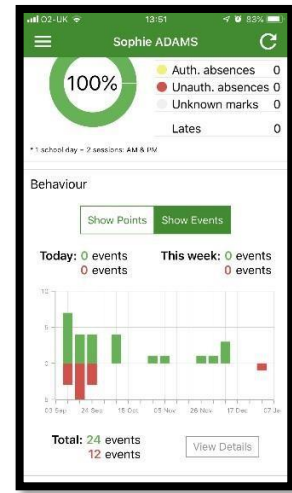 O2-UK 13:51 83%
Sophie ADAMS
100%
Auth. absences 0
Unauth. absences 0
Unknown marks 0
Lates 0
* 1 school day = 2 sessions: AM & PM
Behaviour
Show Points Show Events
Today: 0 events This week: 0 events
0 events 0 events
10
5
0
5
03 Sep 24 Sep 15 Oct 05 Nov 26 Nov 17 Dec 07 Ja
Total: 24 events
12 events
View Details